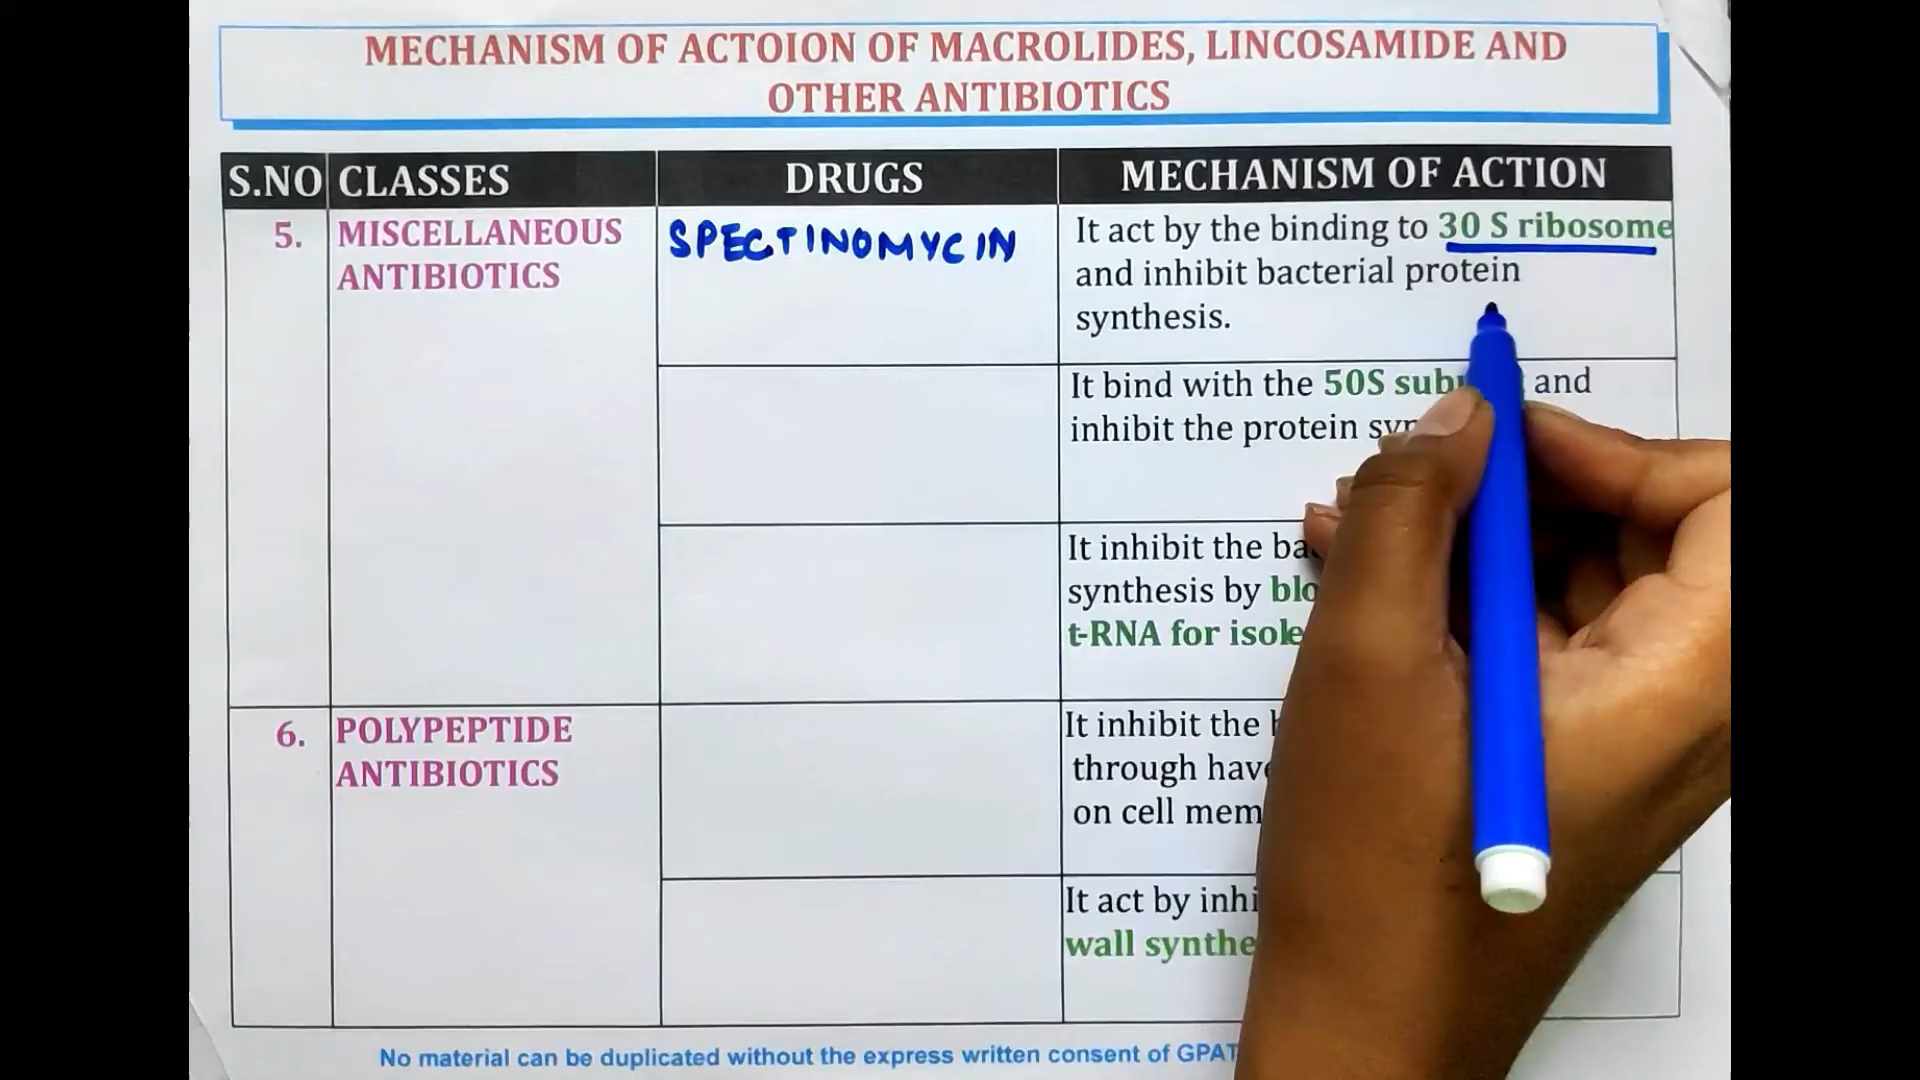 MECHANISM OF ACTOION OF MACROLIDES, LINCOSAMIDE AND
OTHER ANTIBIOTICS
S.NO CLASSES DRUGS MECHANISM OF ACTION
5. MISCELLANEOUS
ANTIBIOTICS
SPECTINOMYCIN
It act by the binding to 30 S ribosome
and inhibit bacterial protein
synthesis.
It bind with the 50S and
inhibit the protein
It inhibit the
synthesis by
t-RNA for
6. POLYPEPTIDE
ANTIBIOTICS
It inhibit the
through
on cell
It act by
wall
No material can be duplicated without the express written consent of GPAT